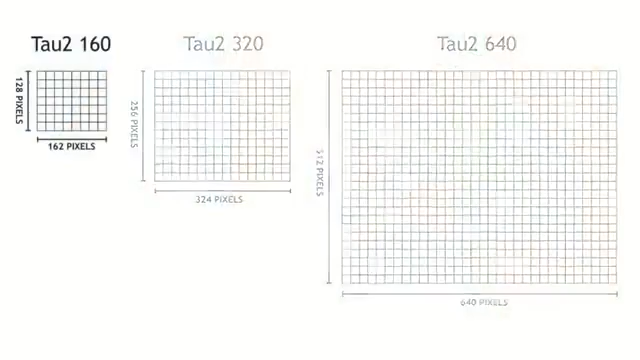 Tau2 160
128 PIXELS
162 PIXELS
Tau2 320
256 PIXELS
324 PIXELS
Tau2 640
512 PIXELS
640 PIXELS